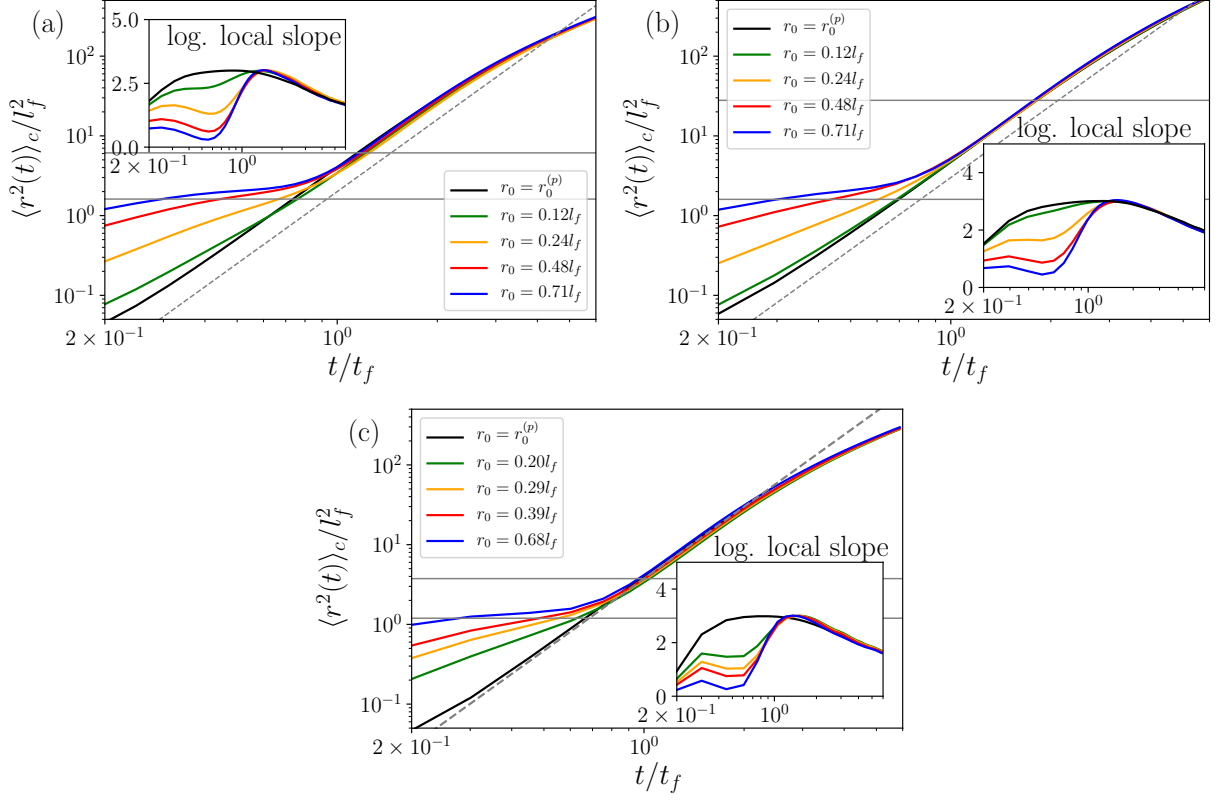 (a)
⟨r²(t)⟩_c/l_f²
10²
10¹
10⁰
10⁻¹
2 × 10⁻¹
10⁰
t/t_f
log. local slope
5.0
2.5
0.0
2 × 10⁻¹
10⁰
r₀ = r₀^(p)
r₀ = 0.12l_f
r₀ = 0.24l_f
r₀ = 0.48l_f
r₀ = 0.71l_f
(b)
⟨r²(t)⟩_c/l_f²
10²
10¹
10⁰
10⁻¹
2 × 10⁻¹
10⁰
t/t_f
r₀ = r₀^(p)
r₀ = 0.12l_f
r₀ = 0.24l_f
r₀ = 0.48l_f
r₀ = 0.71l_f
log. local slope
4
2
0
2 × 10⁻¹
10⁰
(c)
⟨r²(t)⟩_c/l_f²
10²
10¹
10⁰
10⁻¹
2 × 10⁻¹
10⁰
t/t_f
r₀ = r₀^(p)
r₀ = 0.20l_f
r₀ = 0.29l_f
r₀ = 0.39l_f
r₀ = 0.68l_f
log. local slope
4
2
0
2 × 10⁻¹
10⁰